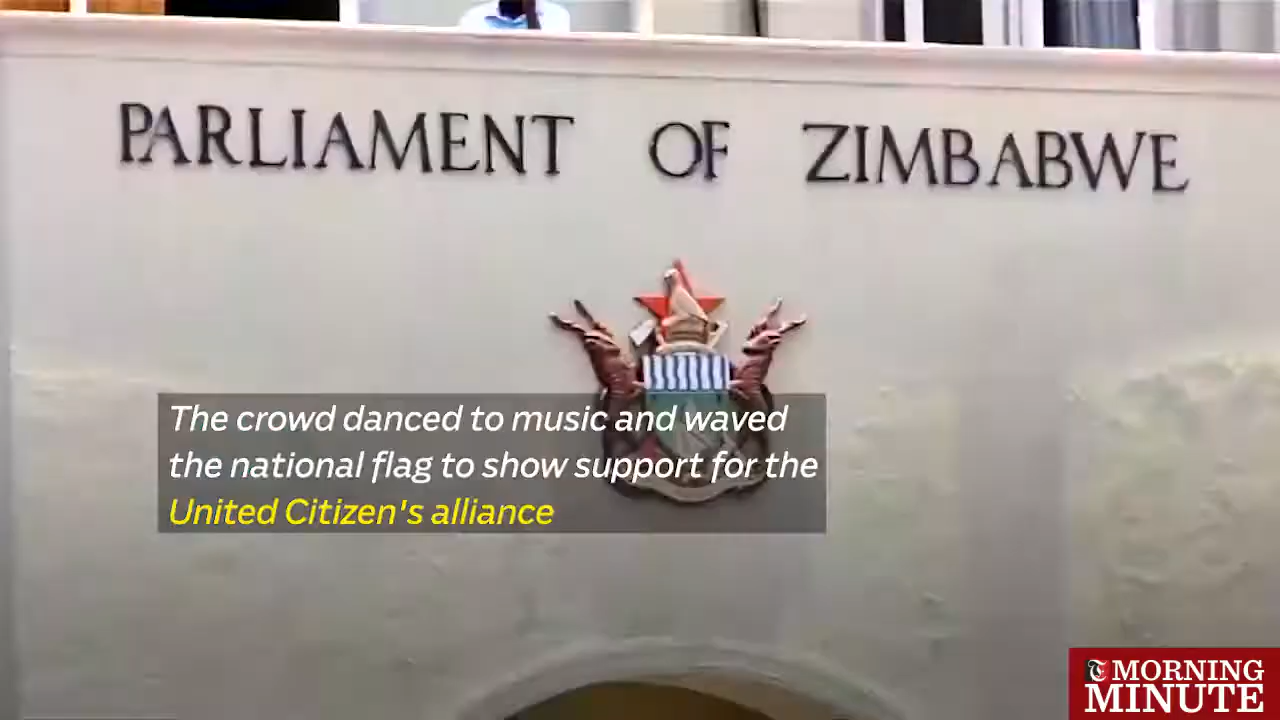 PARLIAMENT OF ZIMBABWE
The crowd danced to music and waved
the national flag to show support for the
United Citizen's alliance
MORNING
MINUTE